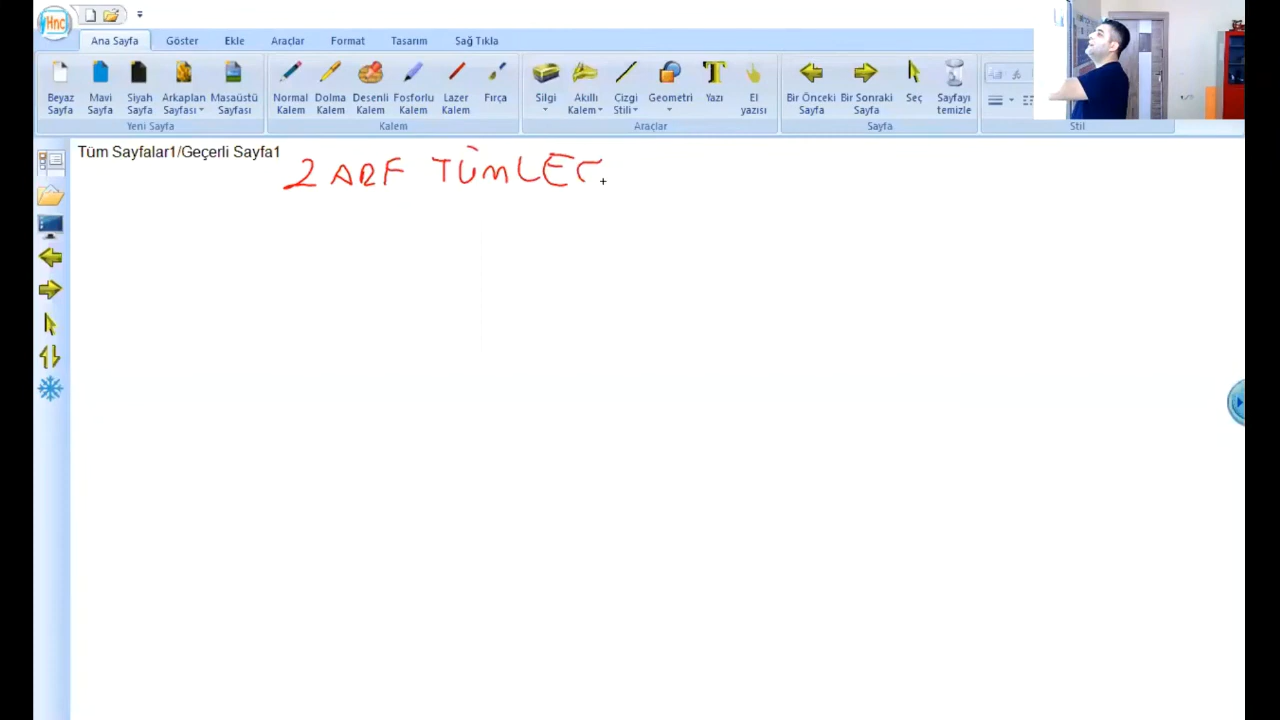 Hnc
Ana Sayfa Göster Ekle Araçlar Format Tasarım Sağ Tıkla
Beyaz Sayfa Mavi Sayfa Siyah Sayfa Arkaplan Sayfası Masaüstü Sayfası Normal Kalem Dolma Kalem Desenli Kalem Fosforlu Kalem Lazer Kalem Fırça Silgi Akıllı Kalem Çizgi Stili Geometri Yazı El yazısı Bir Önceki Sayfa Bir Sonraki Sayfa Seç Sayfayı temizle
Yeni Sayfa Kalem Araçlar Sayfa Stil
Tüm Sayfalar1/Geçerli Sayfa1
ZARF TÜMLEC